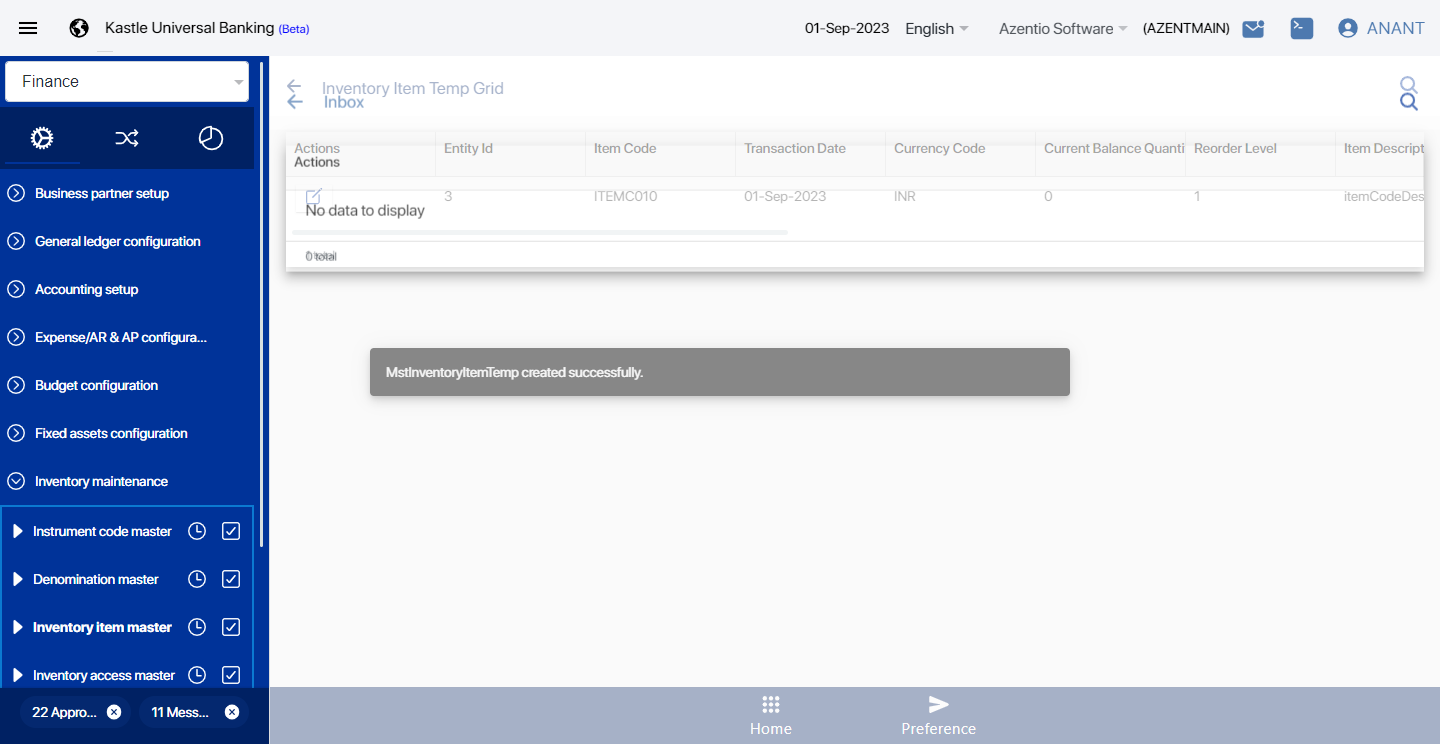 Kastle Universal Banking (Beta)
01-Sep-2023
English
Azentio Software
(AZENTMAIN)
ANANT
Finance
Business partner setup
General ledger configuration
Accounting setup
Expense/AR & AP configura...
Budget configuration
Fixed assets configuration
Inventory maintenance
Instrument code master
Denomination master
Inventory item master
Inventory access master
22 Appro...
11 Mess...
Inventory Item Temp Grid
Inbox
Actions Entity Id Item Code Transaction Date Currency Code Current Balance Quanti Reorder Level Item Descript
Actions
3 ITEMC010 01-Sep-2023 INR 0 1 itemCodeDes
No data to display
0 total
MstInventoryItemTemp created successfully.
Home
Preference